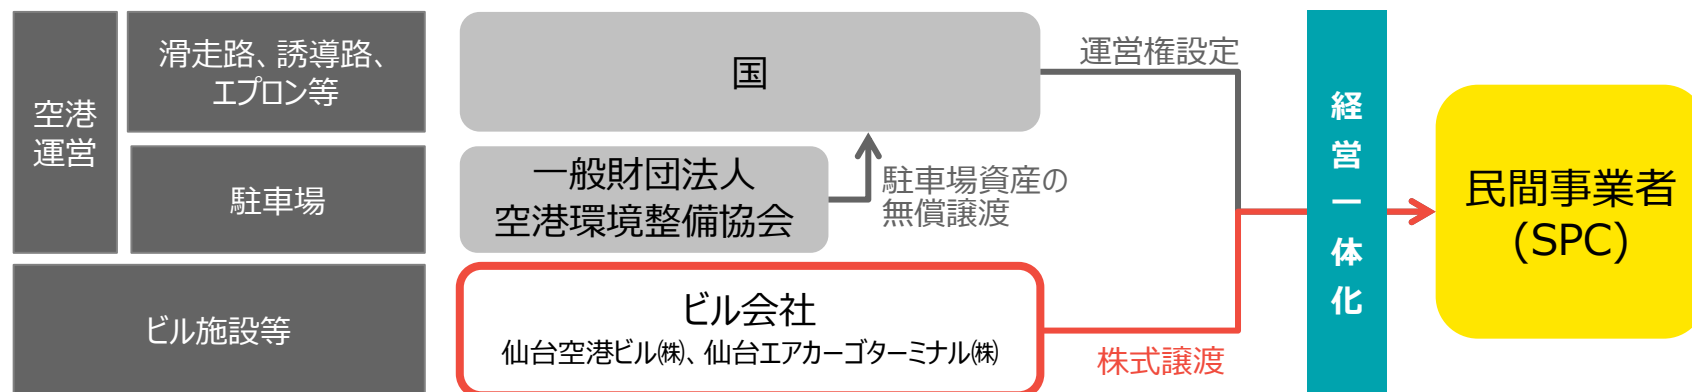 空港
運営
滑走路、誘導路、
エプロン等
駐車場
ビル施設等
国
一般財団法人
空港環境整備協会
駐車場資産の
無償譲渡
ビル会社
仙台空港ビル㈱、仙台エアカーゴターミナル㈱
運営権設定
株式譲渡
経営一体化
民間事業者
(SPC)